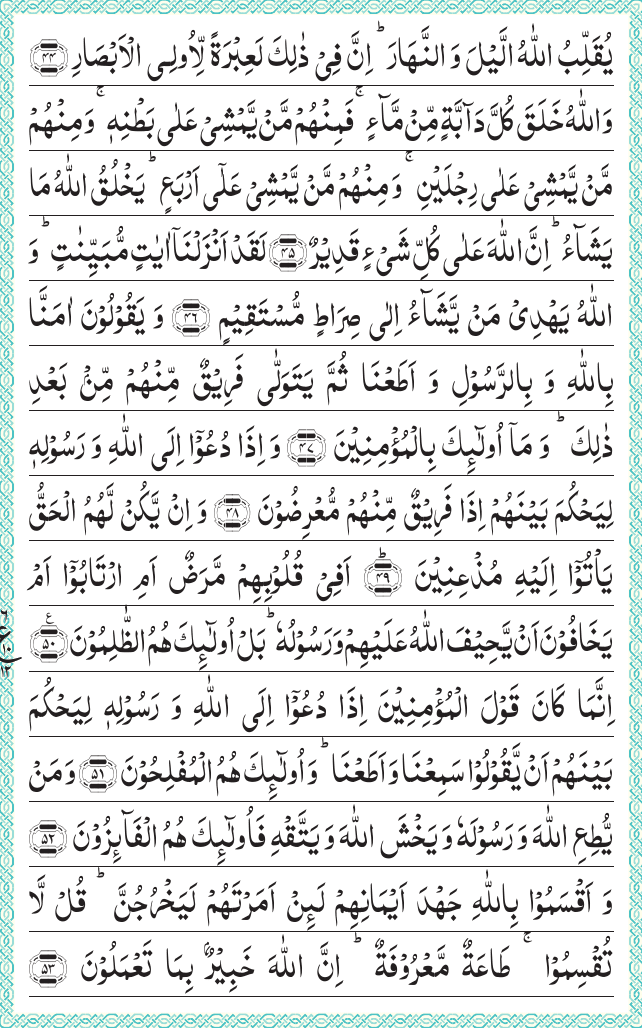 يُقَلِّبُ اللّٰهُ الَّيْلَ وَ النَّهَارَ ؕ اِنَّ فِيْ ذٰلِكَ لَعِبْرَةً لِّاُولِي الْاَبْصَارِ ﴿۴۴﴾
وَاللّٰهُ خَلَقَ كُلَّ دَآبَّةٍ مِّنْ مَّآءٍ ۚ فَمِنْهُمْ مَّنْ يَّمْشِيْ عَلٰى بَطْنِهٖ ۚ وَمِنْهُمْ
مَّنْ يَّمْشِيْ عَلٰى رِجْلَيْنِ ۚ وَمِنْهُمْ مَّنْ يَّمْشِيْ عَلٰۤى اَرْبَعٍ ؕ يَخْلُقُ اللّٰهُ مَا
يَشَآءُ ؕ اِنَّ اللّٰهَ عَلٰى كُلِّ شَيْءٍ قَدِيْرٌ ﴿۴۵﴾ لَقَدْ اَنْزَلْنَاۤ اٰيٰتٍ مُّبَيِّنٰتٍ ؕ وَ
اللّٰهُ يَهْدِيْ مَنْ يَّشَآءُ اِلٰى صِرَاطٍ مُّسْتَقِيْمٍ ﴿۴۶﴾ وَ يَقُوْلُوْنَ اٰمَنَّا
بِاللّٰهِ وَ بِالرَّسُوْلِ وَ اَطَعْنَا ثُمَّ يَتَوَلّٰى فَرِيْقٌ مِّنْهُمْ مِّنْۢ بَعْدِ
ذٰلِكَ ؕ وَ مَاۤ اُولٰٓئِكَ بِالْمُؤْمِنِيْنَ ﴿۴۷﴾ وَ اِذَا دُعُوْۤا اِلَى اللّٰهِ وَ رَسُوْلِهٖ
لِيَحْكُمَ بَيْنَهُمْ اِذَا فَرِيْقٌ مِّنْهُمْ مُّعْرِضُوْنَ ﴿۴۸﴾ وَ اِنْ يَّكُنْ لَّهُمُ الْحَقُّ
يَاْتُوْۤا اِلَيْهِ مُذْعِنِيْنَ ؕ﴿۴۹﴾ اَفِيْ قُلُوْبِهِمْ مَّرَضٌ اَمِ ارْتَابُوْۤا اَمْ
يَخَافُوْنَ اَنْ يَّحِيْفَ اللّٰهُ عَلَيْهِمْ وَرَسُوْلُهٗ ؕ بَلْ اُولٰٓئِكَ هُمُ الظّٰلِمُوْنَ ﴿۵۰﴾ ع
۶
ع
۱۰
۱۲
اِنَّمَا كَانَ قَوْلَ الْمُؤْمِنِيْنَ اِذَا دُعُوْۤا اِلَى اللّٰهِ وَ رَسُوْلِهٖ لِيَحْكُمَ
بَيْنَهُمْ اَنْ يَّقُوْلُوْا سَمِعْنَا وَ اَطَعْنَا ؕ وَ اُولٰٓئِكَ هُمُ الْمُفْلِحُوْنَ ﴿۵۱﴾ وَ مَنْ
يُّطِعِ اللّٰهَ وَ رَسُوْلَهٗ وَ يَخْشَ اللّٰهَ وَ يَتَّقْهِ فَاُولٰٓئِكَ هُمُ الْفَآئِزُوْنَ ﴿۵۲﴾
وَ اَقْسَمُوْا بِاللّٰهِ جَهْدَ اَيْمَانِهِمْ لَئِنْ اَمَرْتَهُمْ لَيَخْرُجُنَّ ؕ قُلْ لَّا
تُقْسِمُوْا ۚ طَاعَةٌ مَّعْرُوْفَةٌ ؕ اِنَّ اللّٰهَ خَبِيْرٌۢ بِمَا تَعْمَلُوْنَ ﴿۵۳﴾